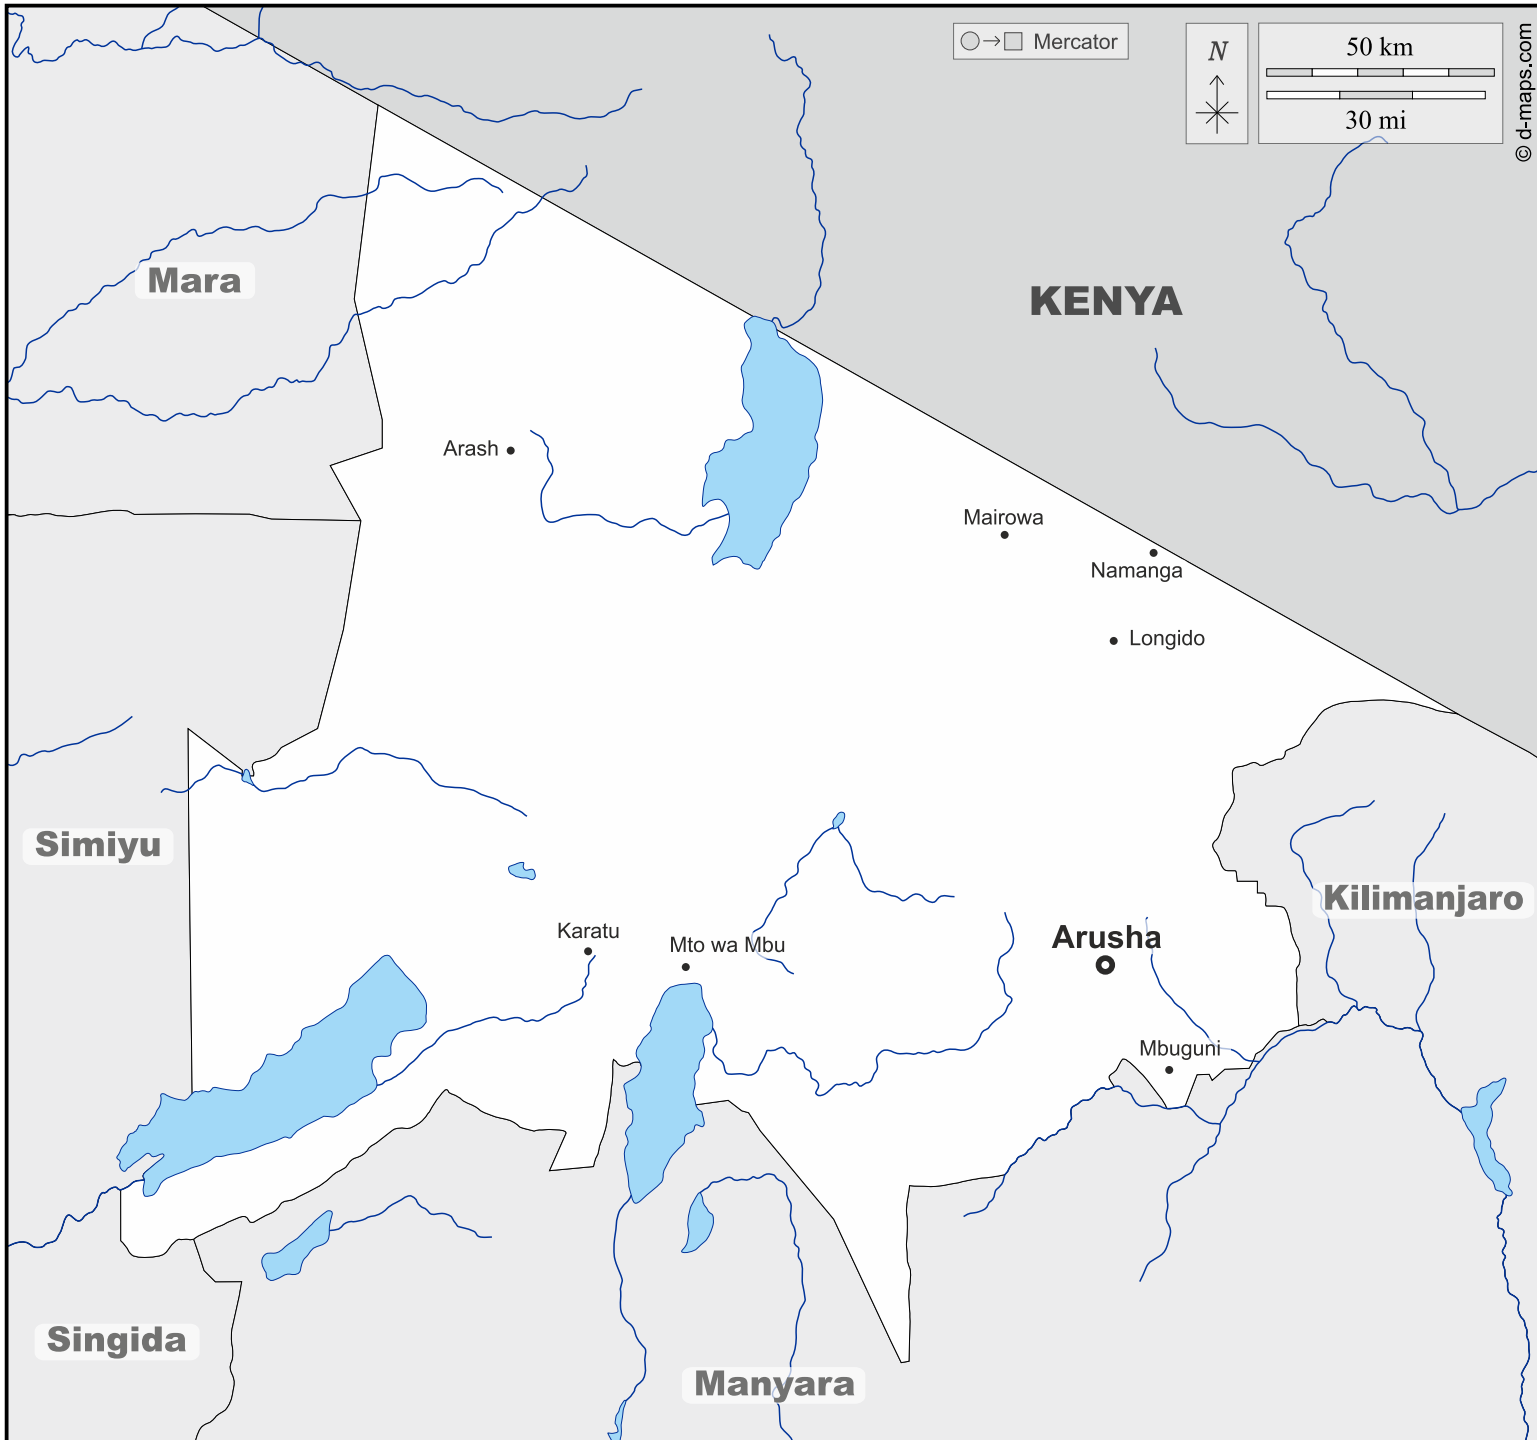 Mercator
N
50 km
30 mi
© d-maps.com
Mara
KENYA
Arash
Mairowa
Namanga
Longido
Simiyu
Kilimanjaro
Karatu
Mto wa Mbu
Arusha
Mbuguni
Singida
Manyara